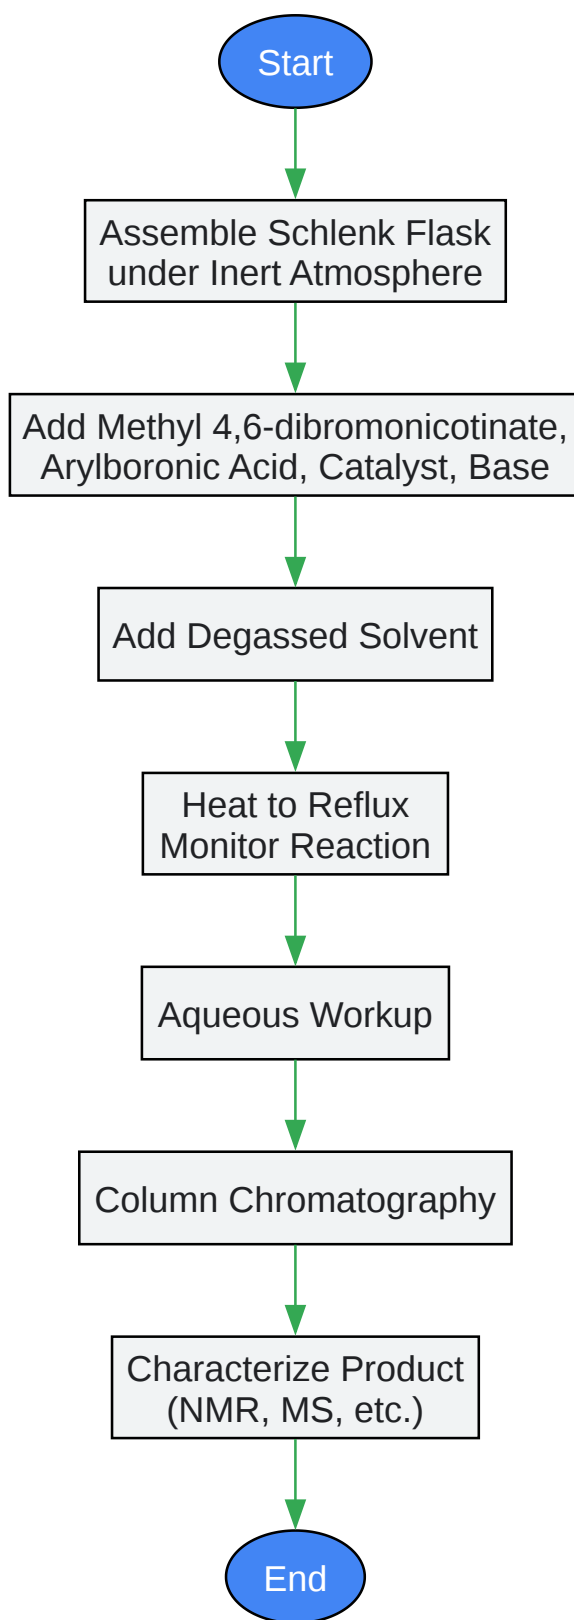 Start
Assemble Schlenk Flask
under Inert Atmosphere
Add Methyl 4,6-dibromonicotinate,
Arylboronic Acid, Catalyst, Base
Add Degassed Solvent
Heat to Reflux
Monitor Reaction
Aqueous Workup
Column Chromatography
Characterize Product
(NMR, MS, etc.)
End